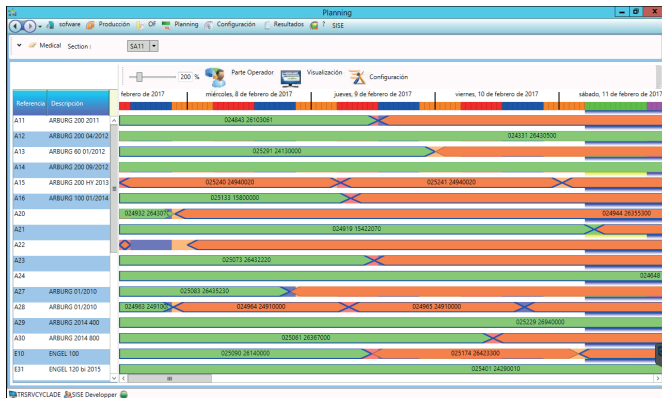 Planning
sofware Producción OF Planning Configuración Resultados ? SISE
Medical Section : SA11
200 % Parte Operador Visualización Configuración
Referencia Descripción
febrero de 2017 miércoles, 8 de febrero de 2017 jueves, 9 de febrero de 2017 viernes, 10 de febrero de 2017 sábado, 11 de febrero de 2017
A11 ARBURG 200 2011 024843 26103061
A12 ARBURG 200 04/2012 024331 26430500
A13 ARBURG 60 01/2012 025291 24130000
A14 ARBURG 200 09/2012
A15 ARBURG 200 HY 2013 025240 24940020 025241 24940020
A16 ARBURG 100 01/2014 025133 15800000
A20 024932 2643070 024944 26355300
A21 024919 15422070
A22
A23 025073 26432220
A24 024648
A27 ARBURG 01/2010 025083 26435230
A28 ARBURG 01/2010 024963 249100 024964 24910000 024965 24910000
A29 ARBURG 2014 400 025229 26940000
A30 ARBURG 2014 800 025061 26367000
E10 ENGEL 100 025090 26140000 025174 26423300
E31 ENGEL 120 bi 2015 025401 24290010
TRSRVCYCLADE SISE Developper